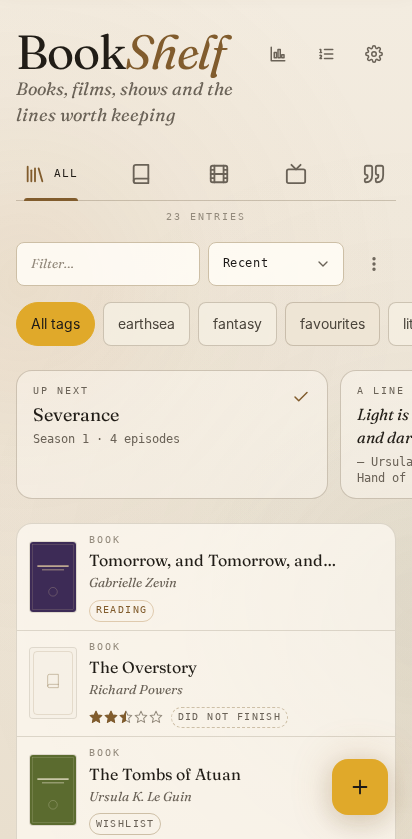 BookShelf
Books, films, shows and the
lines worth keeping
ALL
23 ENTRIES
Filter...
Recent
All tags
earthsea
fantasy
favourites
lit
UP NEXT
Severance
Season 1 · 4 episodes
A LINE
Light is
and dar
— Ursula
Hand of
BOOK
Tomorrow, and Tomorrow, and...
Gabrielle Zevin
READING
BOOK
The Overstory
Richard Powers
DID NOT FINISH
BOOK
The Tombs of Atuan
Ursula K. Le Guin
WISHLIST